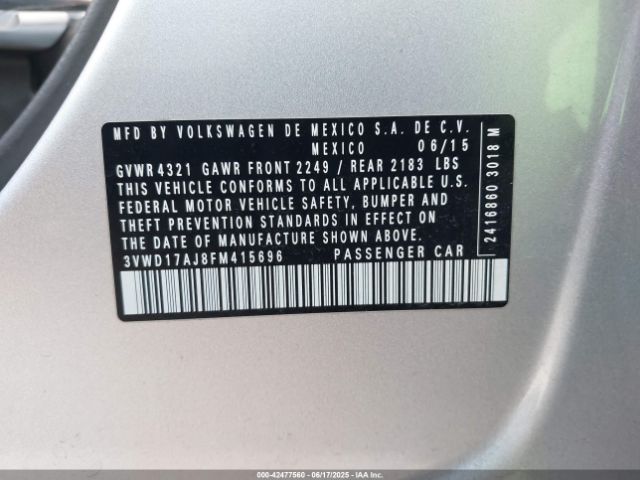 MFD BY VOLKSWAGEN DE MEXICO S.A. DE C.V.
MEXICO 06/15
GVWR 4321 GAWR FRONT 2249 / REAR 2183 LBS
THIS VEHICLE CONFORMS TO ALL APPLICABLE U.S.
FEDERAL MOTOR VEHICLE SAFETY, BUMPER AND
THEFT PREVENTION STANDARDS IN EFFECT ON
THE DATE OF MANUFACTURE SHOWN ABOVE.
3VWD17AJ8FM415696 PASSENGER CAR
2416860 3018 M
000-42477560 - 06/17/2025 - IAAI, Inc.